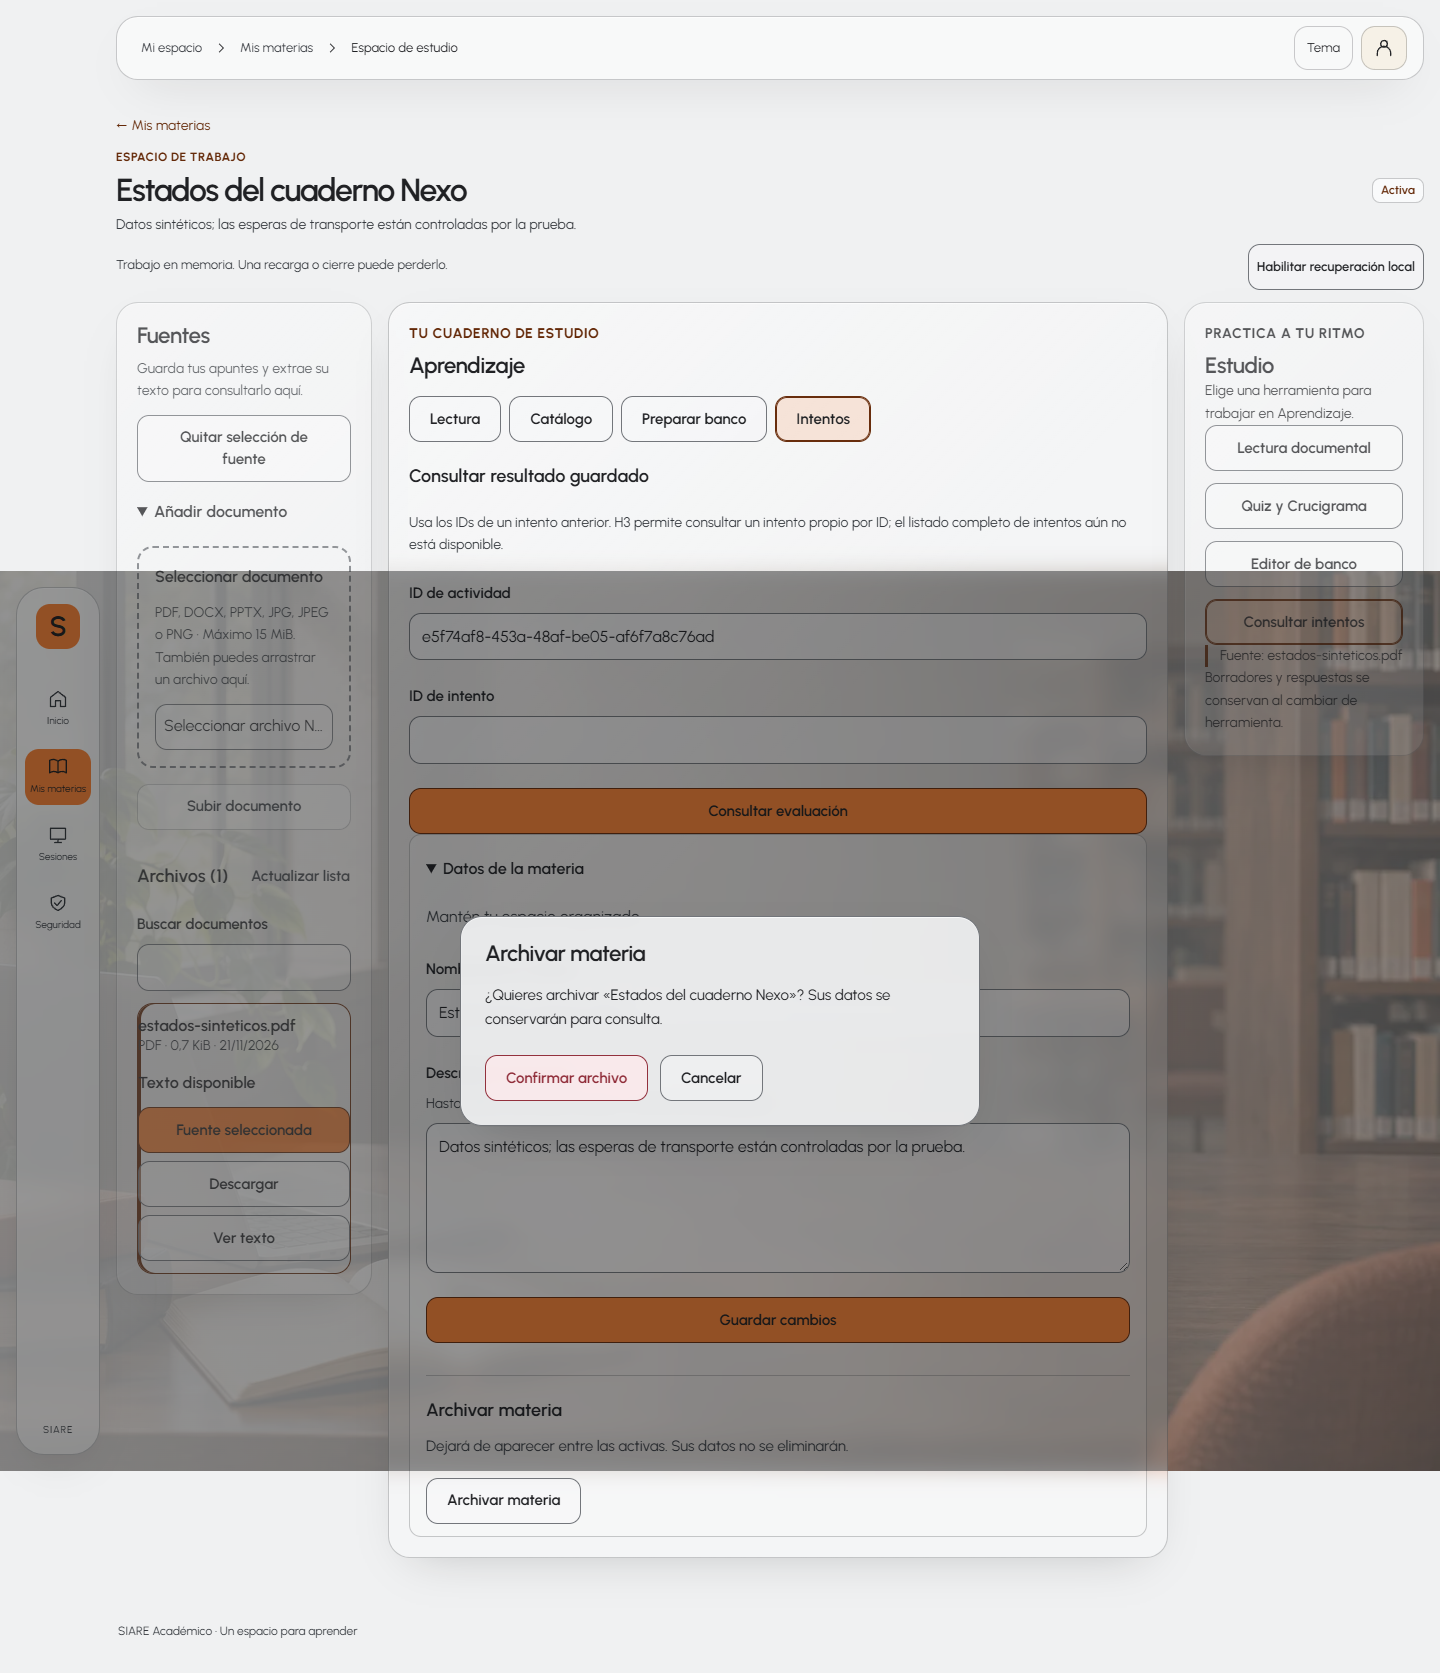 Mi espacio
Mis materias
Espacio de estudio
Tema
← Mis materias
ESPACIO DE TRABAJO
Estados del cuaderno Nexo
Activa
Datos sintéticos; las esperas de transporte están controladas por la prueba.
Trabajo en memoria. Una recarga o cierre puede perderlo.
Habilitar recuperación local
S
Inicio
Mis materias
Sesiones
Seguridad
SIARE
Fuentes
Guarda tus apuntes y extrae su
texto para consultarlo aquí.
Quitar selección de
fuente
Añadir documento
Seleccionar documento
PDF, DOCX, PPTX, JPG, JPEG
o PNG · Máximo 15 MiB.
También puedes arrastrar
un archivo aquí.
Seleccionar archivo N...
Subir documento
Archivos (1)
Actualizar lista
Buscar documentos
estados-sinteticos.pdf
PDF · 0,7 KiB · 21/11/2026
Texto disponible
Fuente seleccionada
Descargar
Ver texto
TU CUADERNO DE ESTUDIO
Aprendizaje
Lectura
Catálogo
Preparar banco
Intentos
Consultar resultado guardado
Usa los IDs de un intento anterior. H3 permite consultar un intento propio por ID; el listado completo de intentos aún no
está disponible.
ID de actividad
e5f74af8-453a-48af-be05-af6f7a8c76ad
ID de intento
Consultar evaluación
Datos de la materia
Mantén tu espacio organizado
Archivar materia
¿Quieres archivar «Estados del cuaderno Nexo»? Sus datos se
conservarán para consulta.
Confirmar archivo
Cancelar
Datos sintéticos; las esperas de transporte están controladas por la prueba.
Guardar cambios
Archivar materia
Dejará de aparecer entre las activas. Sus datos no se eliminarán.
Archivar materia
PRACTICA A TU RITMO
Estudio
Elige una herramienta para
trabajar en Aprendizaje.
Lectura documental
Quiz y Crucigrama
Editor de banco
Consultar intentos
Fuente: estados-sinteticos.pdf
Borradores y respuestas se
conservan al cambiar de
herramienta.
SIARE Académico · Un espacio para aprender